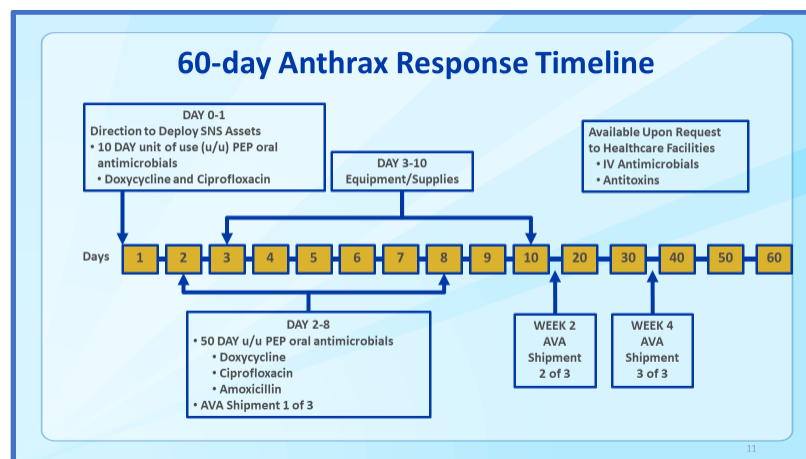 60-day Anthrax Response Timeline
DAY 0-1
Direction to Deploy SNS Assets
• 10 DAY unit of use (u/u) PEP oral
antimicrobials
• Doxycycline and Ciprofloxacin
DAY 3-10
Equipment/Supplies
Available Upon Request
to Healthcare Facilities
• IV Antimicrobials
• Antitoxins
Days 1 2 3 4 5 6 7 8 9 10 20 30 40 50 60
DAY 2-8
• 50 DAY u/u PEP oral antimicrobials
• Doxycycline
• Ciprofloxacin
• Amoxicillin
• AVA Shipment 1 of 3
WEEK 2
AVA
Shipment
2 of 3
WEEK 4
AVA
Shipment
3 of 3
11